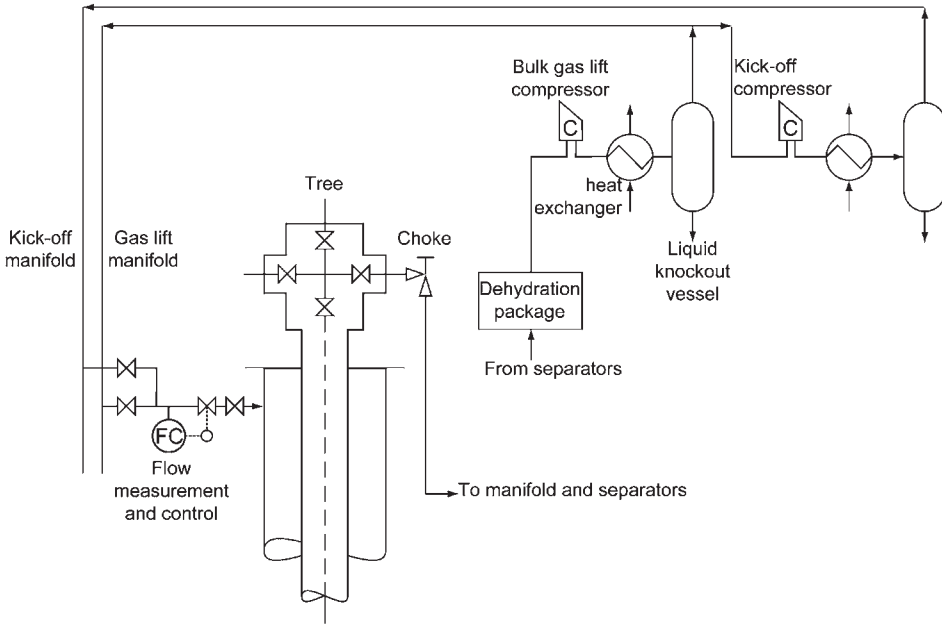 Bulk gas lift
compressor
Kick-off
compressor
C
C
heat
exchanger
Tree
Kick-off
manifold
Gas lift
manifold
Choke
Liquid
knockout
vessel
Dehydration
package
From separators
FC
Flow
measurement
and control
To manifold and separators